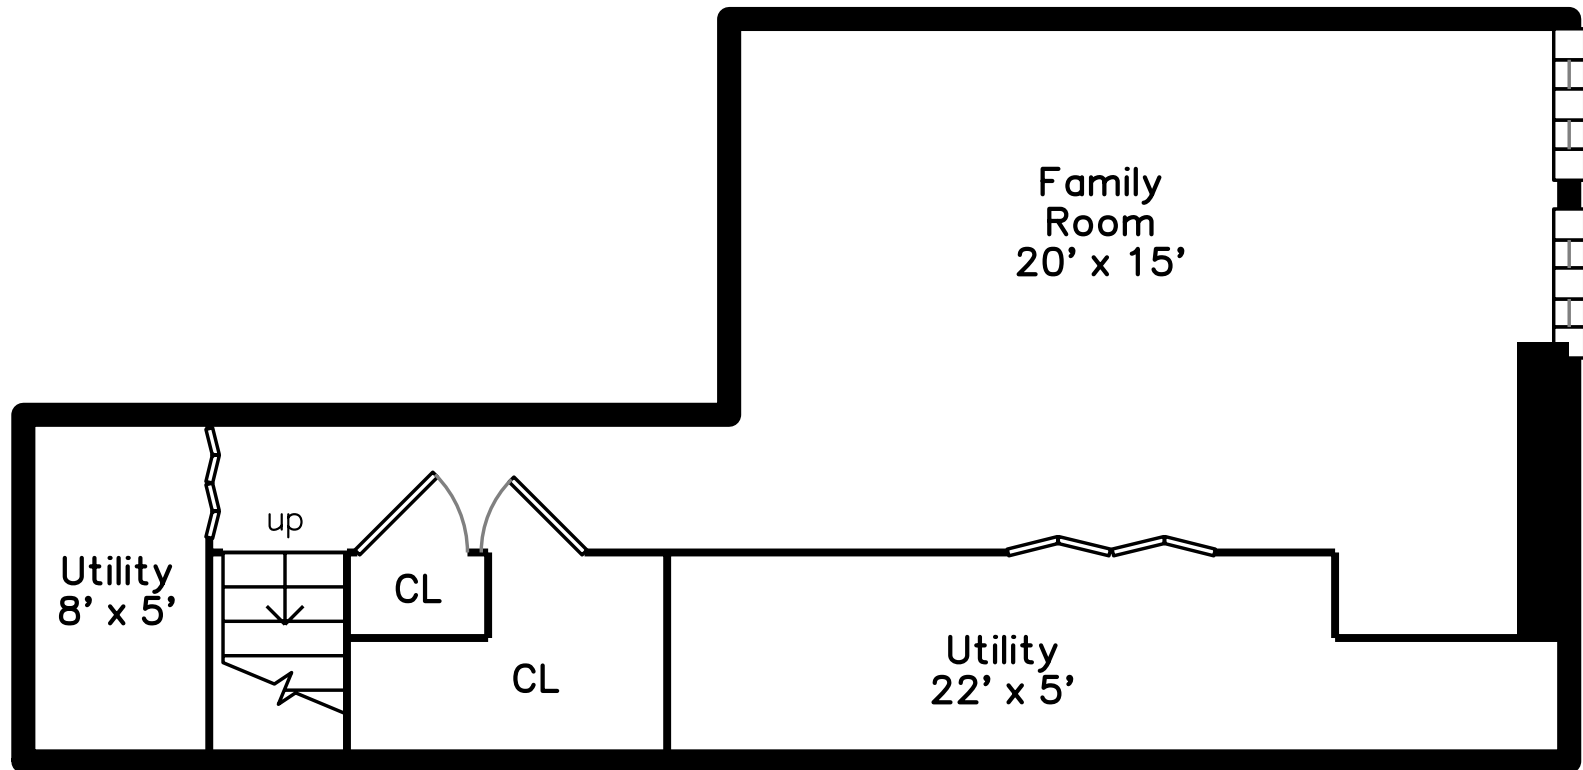 Family
Room
20' x 15'
up
Utility
8' x 5'
CL
CL
Utility
22' x 5'